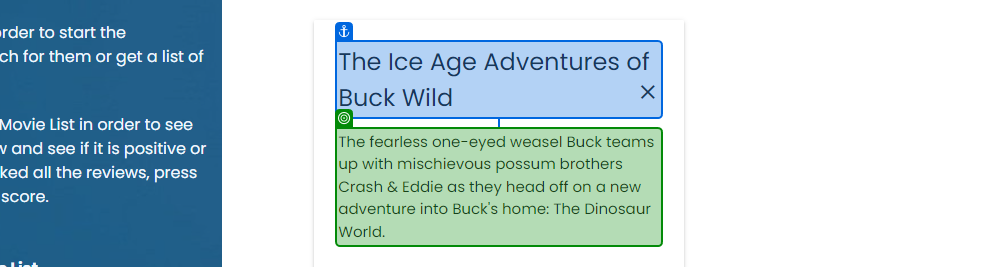 order to start the
ch for them or get a list of
Movie List in order to see
w and see if it is positive or
ked all the reviews, press
score.
The Ice Age Adventures of
Buck Wild
The fearless one-eyed weasel Buck teams
up with mischievous possum brothers
Crash & Eddie as they head off on a new
adventure into Buck's home: The Dinosaur
World.